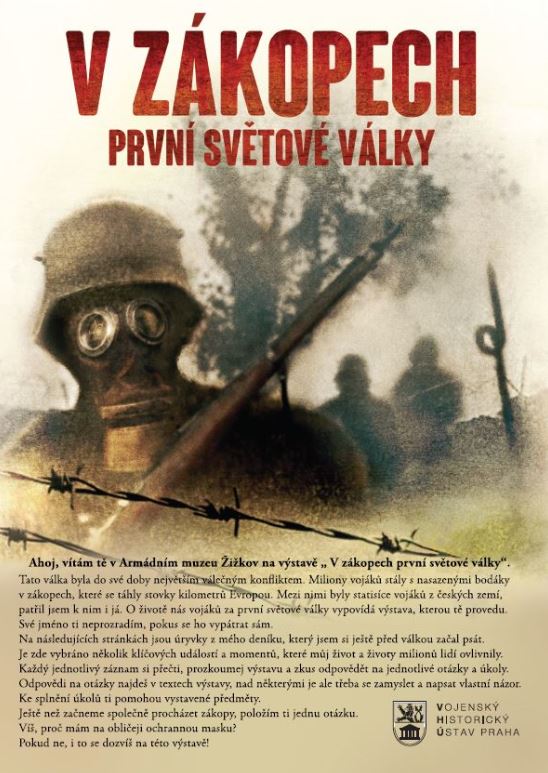 V ZÁKOPECH
PRVNÍ SVĚTOVÉ VÁLKY
Ahoj, vítám tě v Armádním muzeu Žižkov na výstavě „ V zákopech první světové války“.
Tato válka byla do své doby největším válečným konfliktem. Miliony vojáků stály s nasazenými bodáky
v zákopech, které se táhly stovky kilometrů Evropou. Mezi nimi byly statisíce vojáků z českých zemí,
patřil jsem k nim i já. O životě nás vojáků za první světové války vypovídá výstava, kterou tě provedu.
Své jméno ti neprozradím, pokus se ho vypátrat sám.
Na následujících stránkách jsou úryvky z mého deníku, který jsem si ještě před válkou začal psát.
Je zde vybráno několik klíčových událostí a momentů, které můj život a životy milionů lidí ovlivnily.
Každý jednotlivý záznam si přečti, prozkoumej výstavu a zkus odpovědět na jednotlivé otázky a úkoly.
Odpovědi na otázky najdeš v textech výstavy, nad některými je ale třeba se zamyslet a napsat vlastní názor.
Ke splnění úkolů ti pomohou vystavené předměty.
Ještě než začneme společně procházet zákopy, položím ti jednu otázku.
Víš, proč mám na obličeji ochrannou masku?
Pokud ne, i to se dozvíš na této výstavě!
VOJENSKÝ
HISTORICKÝ
ÚSTAV PRAHA